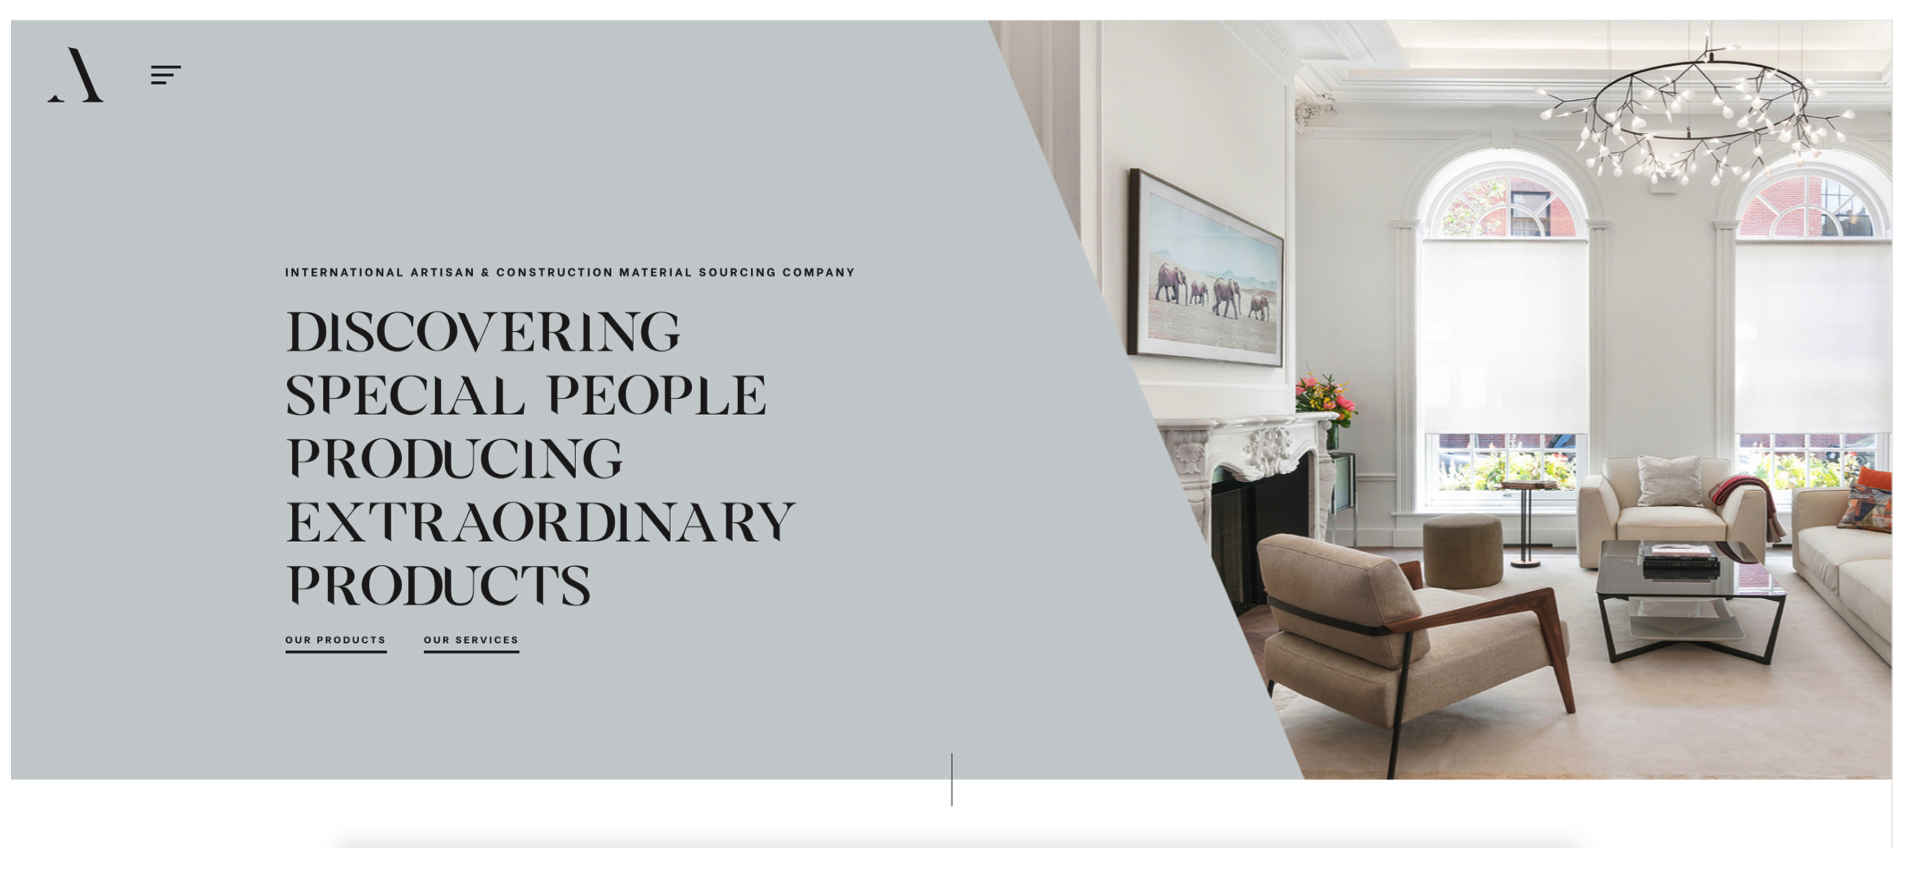 A
INTERNATIONAL ARTISAN & CONSTRUCTION MATERIAL SOURCING COMPANY
DISCOVERING
SPECIAL PEOPLE
PRODUCING
EXTRAORDINARY
PRODUCTS
OUR PRODUCTS OUR SERVICES